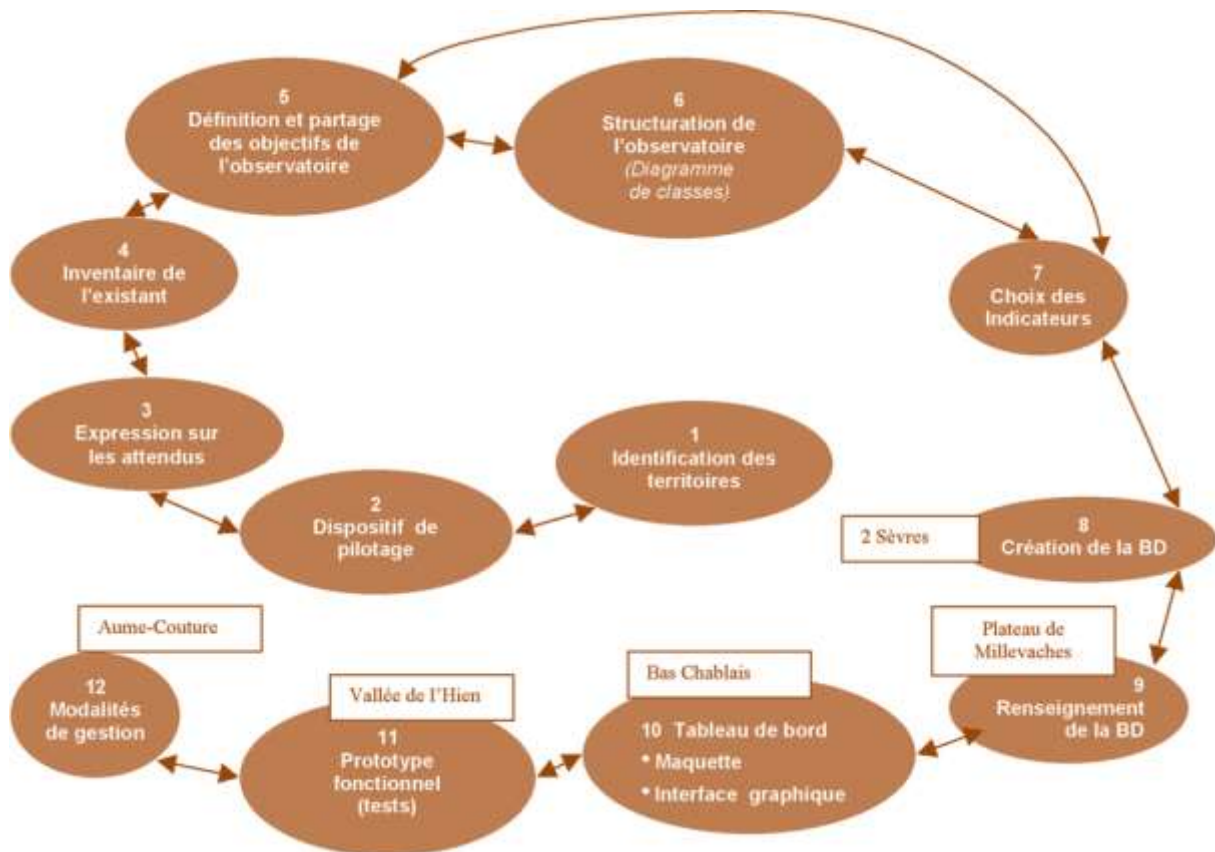 5
Définition et partage
des objectifs de
l'observatoire
6
Structuration de
l'observatoire
(Diagramme
de classes)
4
Inventaire de
l'existant
7
Choix des
Indicateurs
3
Expression sur
les attendus
1
Identification des
territoires
2
Dispositif de
pilotage
2 Sèvres
8
Création de la BD
Aume-Couture
12
Modalités
de gestion
Vallée de l'Hien
11
Prototype
fonctionnel
(tests)
Bas Chablais
10 Tableau de bord
* Maquette
* Interface graphique
Plateau de
Millevaches
9
Renseignement
de la BD